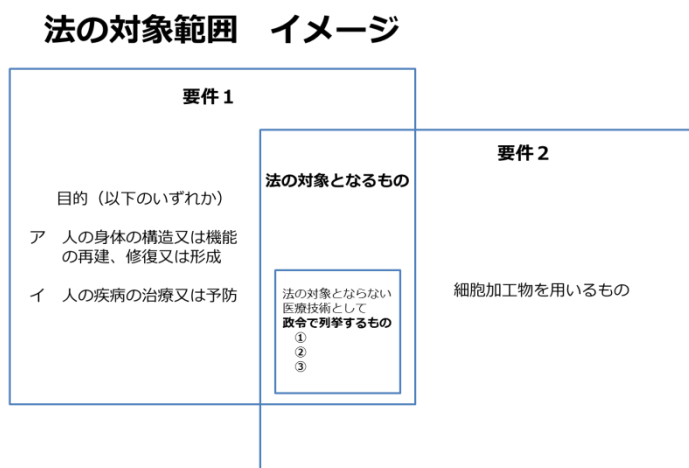 法の対象範囲　イメージ
要件１
目的（以下のいずれか）
ア　人の身体の構造又は機能
の再建、修復又は形成
イ　人の疾病の治療又は予防
法の対象となるもの
法の対象とならない
医療技術として
政令で列挙するもの
①
②
③
要件２
細胞加工物を用いるもの